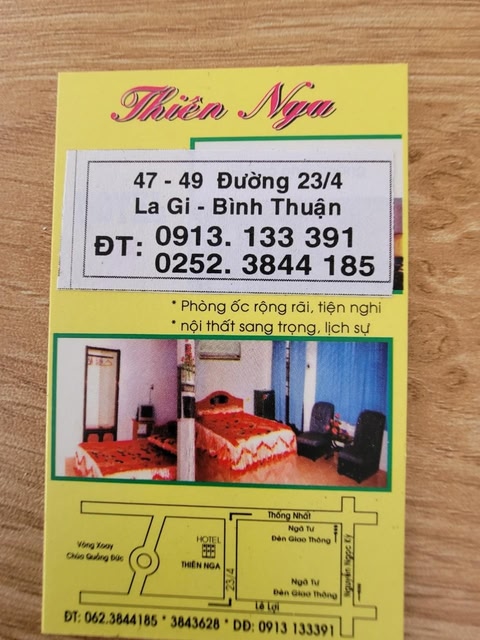 Thiên Nga
47 - 49 Đường 23/4
La Gi - Bình Thuận
ĐT: 0913. 133 391
0252. 3844 185
* Phòng ốc rộng rãi, tiện nghi
* nội thất sang trọng, lịch sự
Thống Nhất
Ngã Tư
Đèn Giao Thông
Nguyễn Ngọc Kỳ
Vòng Xoay
Chùa Quảng Đức
HOTEL
THIÊN NGA
23/4
Ngã Tư
Đèn Giao Thông
Lê Lợi
ĐT: 062.3844185 * 3843628 * DĐ: 0913 133391